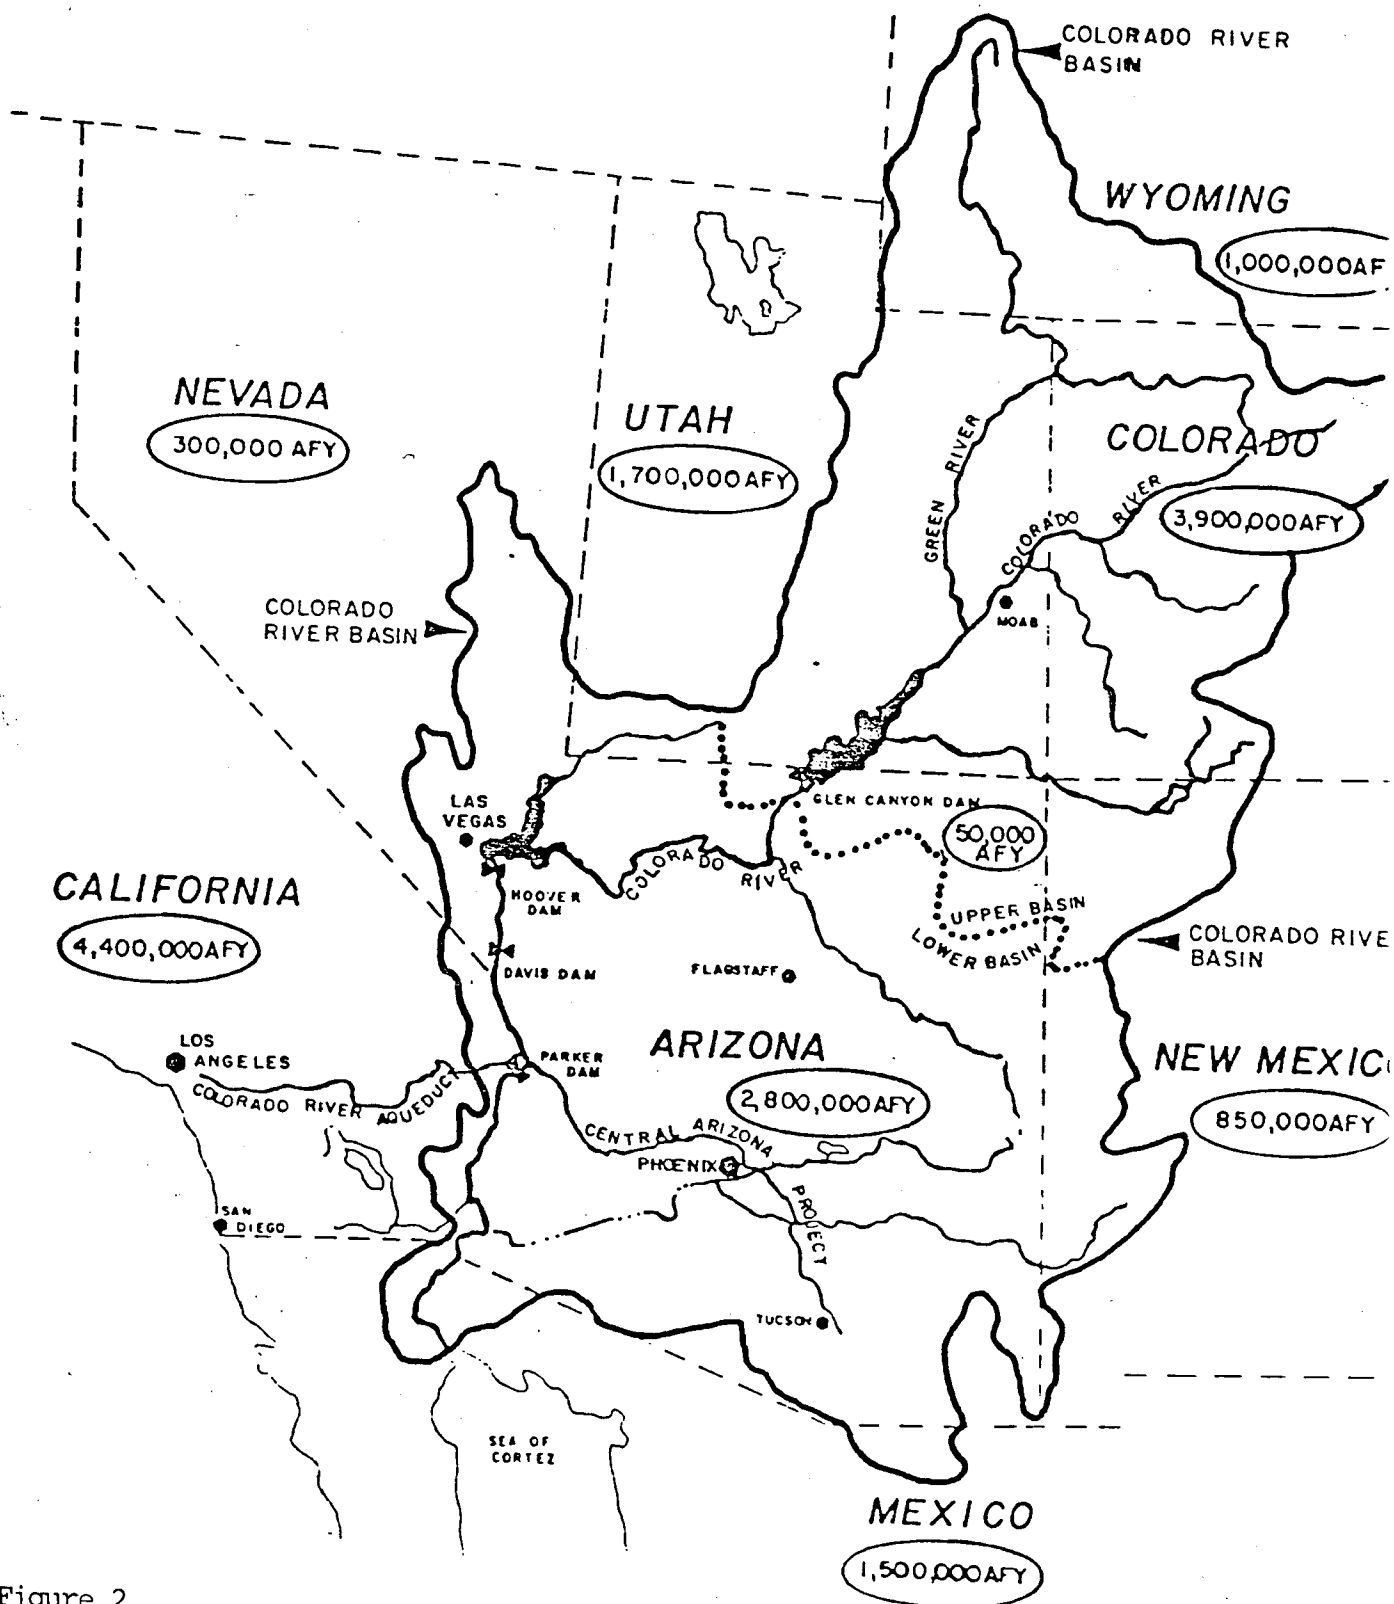 COLORADO RIVER
BASIN
WYOMING
1,000,000AF
NEVADA
300,000 AFY
UTAH
1,700,000AFY
COLORADO
3,900,000AFY
GREEN RIVER
COLORADO RIVER
MOAB
COLORADO
RIVER BASIN
LAS
VEGAS
GLEN CANYON DAM
50,000
AFY
COLORADO RIVER
HOOVER
DAM
UPPER BASIN
LOWER BASIN
COLORADO RIVE
BASIN
CALIFORNIA
4,400,000AFY
DAVIS DAM
FLAGSTAFF
LOS
ANGELES
COLORADO RIVER AQUEDUCT
PARKER
DAM
ARIZONA
2,800,000AFY
NEW MEXIC
850,000AFY
CENTRAL ARIZONA
PROJECT
PHOENIX
SAN
DIEGO
TUCSON
SEA OF
CORTEZ
MEXICO
1,500,000AFY
Figure 2